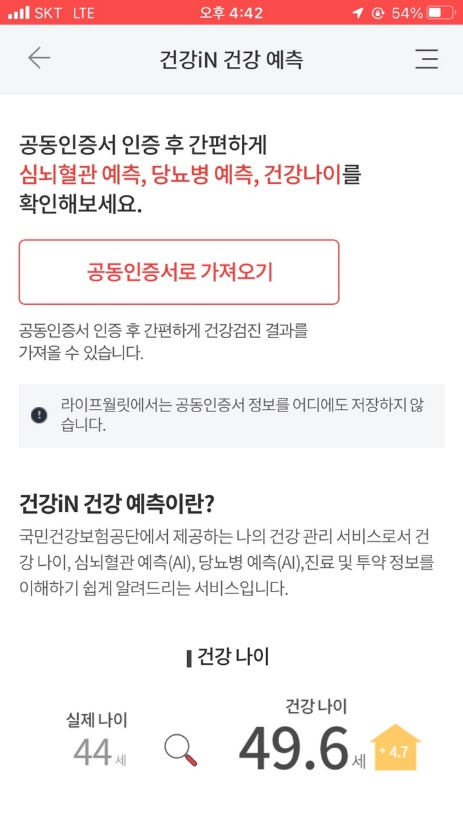 SKT LTE 오후 4:42 54%
건강iN 건강 예측
공동인증서 인증 후 간편하게
심뇌혈관 예측, 당뇨병 예측, 건강나이를
확인해보세요.
공동인증서로 가져오기
공동인증서 인증 후 간편하게 건강검진 결과를
가져올 수 있습니다.
라이프월릿에서는 공동인증서 정보를 어디에도 저장하지 않
습니다.
건강iN 건강 예측이란?
국민건강보험공단에서 제공하는 나의 건강 관리 서비스로서 건
강 나이, 심뇌혈관 예측(AI), 당뇨병 예측(AI),진료 및 투약 정보를
이해하기 쉽게 알려드리는 서비스입니다.
건강 나이
실제 나이
44 세
건강 나이
49.6 세
+ 4.7